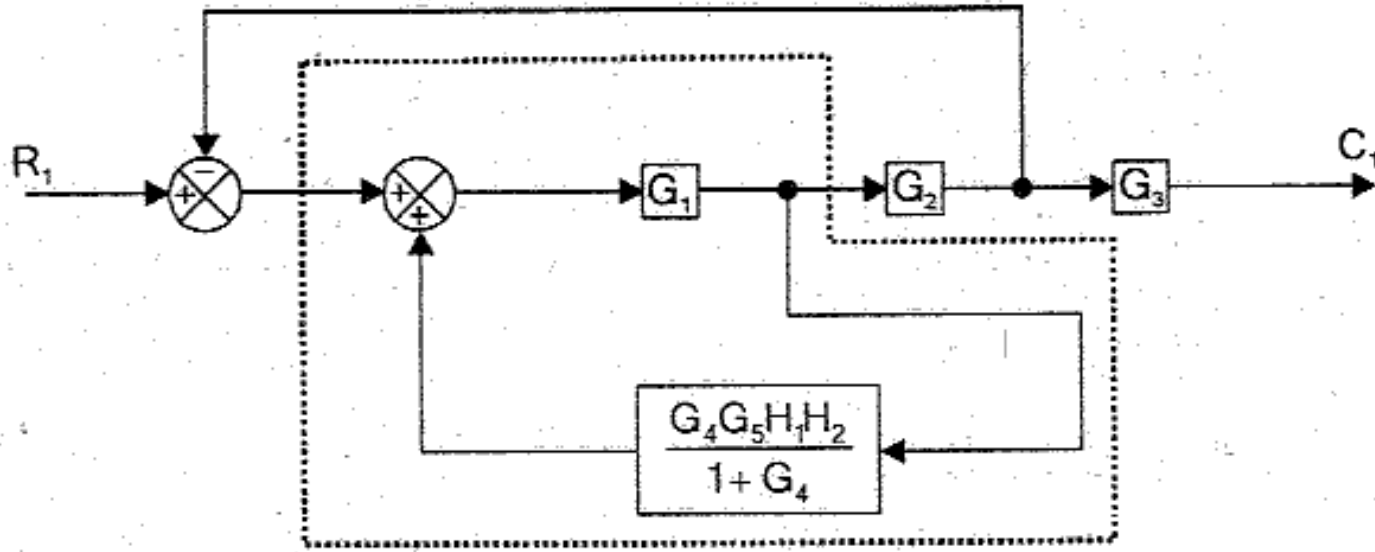 R₁
−
+
+
+
G₁
G₂
G₃
C₁
G₄G₅H₁H₂
1 + G₄